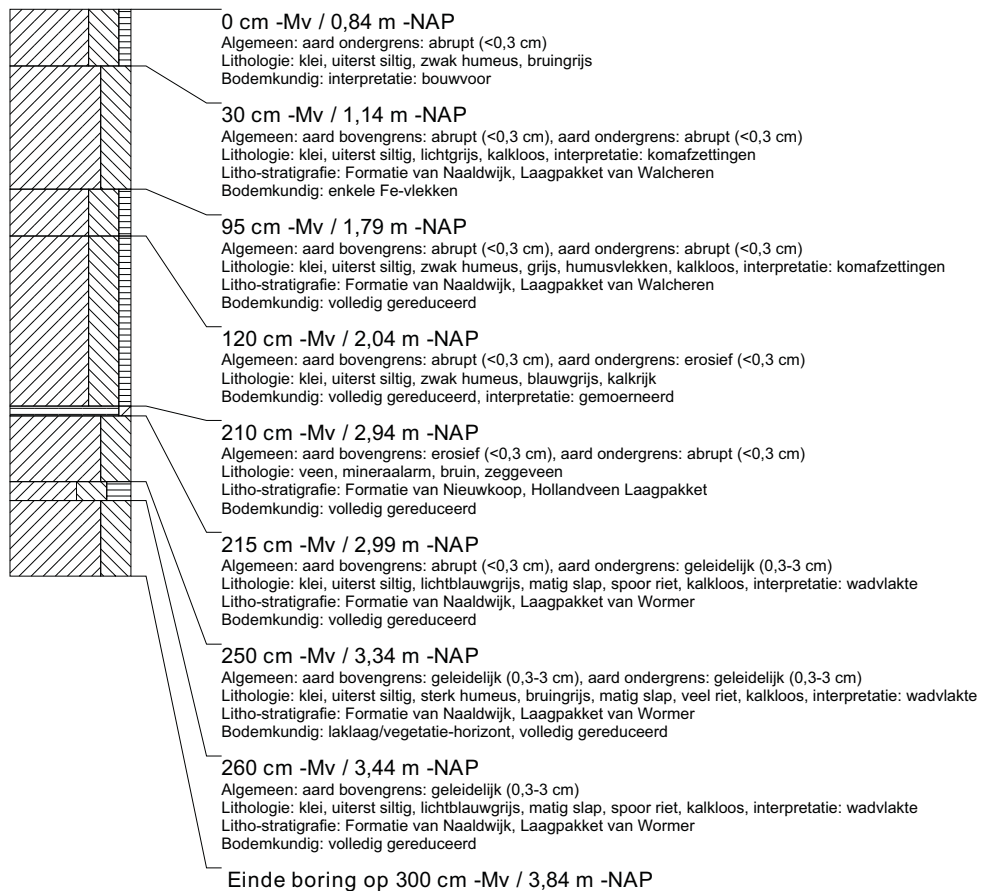 0 cm -Mv / 0,84 m -NAP
Algemeen: aard ondergrens: abrupt (<0,3 cm)
Lithologie: klei, uiterst siltig, zwak humeus, bruingrijs
Bodemkundig: interpretatie: bouwvoor
30 cm -Mv / 1,14 m -NAP
Algemeen: aard bovengrens: abrupt (<0,3 cm), aard ondergrens: abrupt (<0,3 cm)
Lithologie: klei, uiterst siltig, lichtgrijs, kalkloos, interpretatie: komafzettingen
Litho-stratigrafie: Formatie van Naaldwijk, Laagpakket van Walcheren
Bodemkundig: enkele Fe-vlekken
95 cm -Mv / 1,79 m -NAP
Algemeen: aard bovengrens: abrupt (<0,3 cm), aard ondergrens: abrupt (<0,3 cm)
Lithologie: klei, uiterst siltig, zwak humeus, grijs, humusvlekken, kalkloos, interpretatie: komafzettingen
Litho-stratigrafie: Formatie van Naaldwijk, Laagpakket van Walcheren
Bodemkundig: volledig gereduceerd
120 cm -Mv / 2,04 m -NAP
Algemeen: aard bovengrens: abrupt (<0,3 cm), aard ondergrens: erosief (<0,3 cm)
Lithologie: klei, uiterst siltig, zwak humeus, blauwgrijs, kalkrijk
Bodemkundig: volledig gereduceerd, interpretatie: gemoerneerd
210 cm -Mv / 2,94 m -NAP
Algemeen: aard bovengrens: erosief (<0,3 cm), aard ondergrens: abrupt (<0,3 cm)
Lithologie: veen, mineraalarm, bruin, zeggeveen
Litho-stratigrafie: Formatie van Nieuwkoop, Hollandveen Laagpakket
Bodemkundig: volledig gereduceerd
215 cm -Mv / 2,99 m -NAP
Algemeen: aard bovengrens: abrupt (<0,3 cm), aard ondergrens: geleidelijk (0,3-3 cm)
Lithologie: klei, uiterst siltig, lichtblauwgrijs, matig slap, spoor riet, kalkloos, interpretatie: wadvlakte
Litho-stratigrafie: Formatie van Naaldwijk, Laagpakket van Wormer
Bodemkundig: volledig gereduceerd
250 cm -Mv / 3,34 m -NAP
Algemeen: aard bovengrens: geleidelijk (0,3-3 cm), aard ondergrens: geleidelijk (0,3-3 cm)
Lithologie: klei, uiterst siltig, sterk humeus, bruingrijs, matig slap, veel riet, kalkloos, interpretatie: wadvlakte
Litho-stratigrafie: Formatie van Naaldwijk, Laagpakket van Wormer
Bodemkundig: laklaag/vegetatie-horizont, volledig gereduceerd
260 cm -Mv / 3,44 m -NAP
Algemeen: aard bovengrens: geleidelijk (0,3-3 cm)
Lithologie: klei, uiterst siltig, lichtblauwgrijs, matig slap, spoor riet, kalkloos, interpretatie: wadvlakte
Litho-stratigrafie: Formatie van Naaldwijk, Laagpakket van Wormer
Bodemkundig: volledig gereduceerd
Einde boring op 300 cm -Mv / 3,84 m -NAP